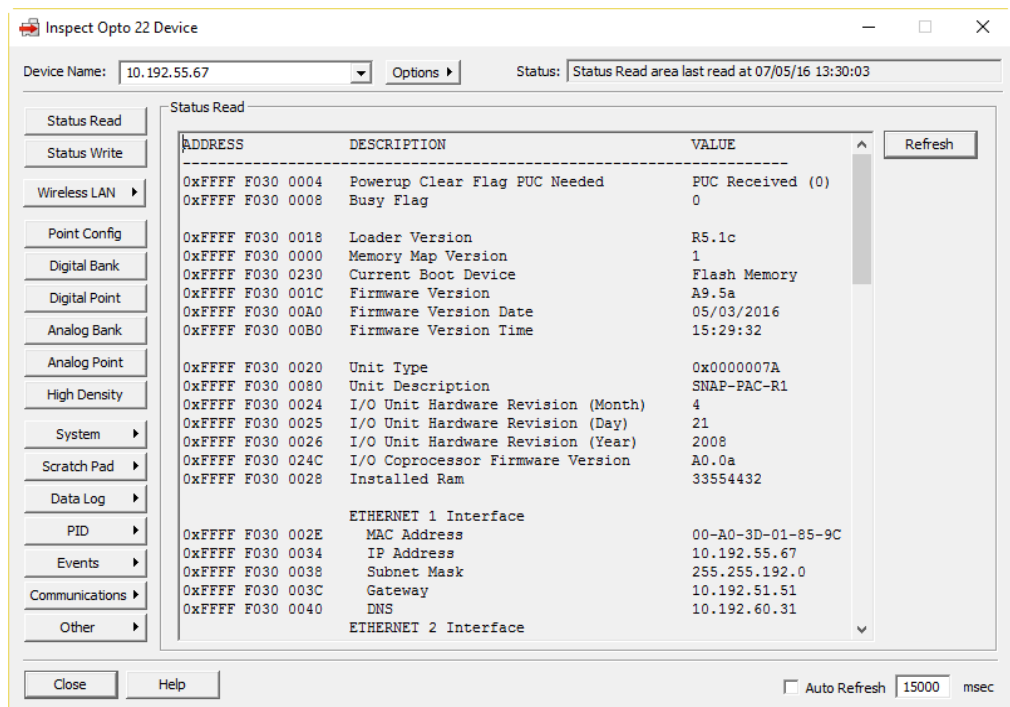 Inspect Opto 22 Device
Device Name: 10.192.55.67 Options Status: Status Read area last read at 07/05/16 13:30:03
Status Read
Status Write
Wireless LAN
Point Config
Digital Bank
Digital Point
Analog Bank
Analog Point
High Density
System
Scratch Pad
Data Log
PID
Events
Communications
Other
Status Read
ADDRESS DESCRIPTION VALUE
--------------------------------------------------------------------------
0xFFFF F030 0004 Powerup Clear Flag PUC Needed PUC Received (0)
0xFFFF F030 0008 Busy Flag 0
0xFFFF F030 0018 Loader Version R5.1c
0xFFFF F030 0000 Memory Map Version 1
0xFFFF F030 0230 Current Boot Device Flash Memory
0xFFFF F030 001C Firmware Version A9.5a
0xFFFF F030 00A0 Firmware Version Date 05/03/2016
0xFFFF F030 00B0 Firmware Version Time 15:29:32
0xFFFF F030 0020 Unit Type 0x0000007A
0xFFFF F030 0080 Unit Description SNAP-PAC-R1
0xFFFF F030 0024 I/O Unit Hardware Revision (Month) 4
0xFFFF F030 0025 I/O Unit Hardware Revision (Day) 21
0xFFFF F030 0026 I/O Unit Hardware Revision (Year) 2008
0xFFFF F030 024C I/O Coprocessor Firmware Version A0.0a
0xFFFF F030 0028 Installed Ram 33554432
ETHERNET 1 Interface
0xFFFF F030 002E MAC Address 00-A0-3D-01-85-9C
0xFFFF F030 0034 IP Address 10.192.55.67
0xFFFF F030 0038 Subnet Mask 255.255.192.0
0xFFFF F030 003C Gateway 10.192.51.51
0xFFFF F030 0040 DNS 10.192.60.31
ETHERNET 2 Interface
Refresh
Close Help Auto Refresh 15000 msec